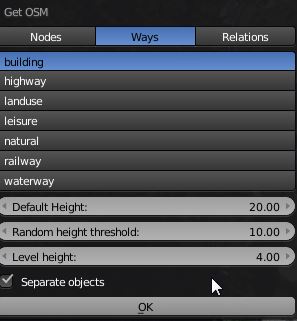 Get OSM
Nodes Ways Relations
building
highway
landuse
leisure
natural
railway
waterway
Default Height: 20.00
Random height threshold: 10.00
Level height: 4.00
Separate objects
OK